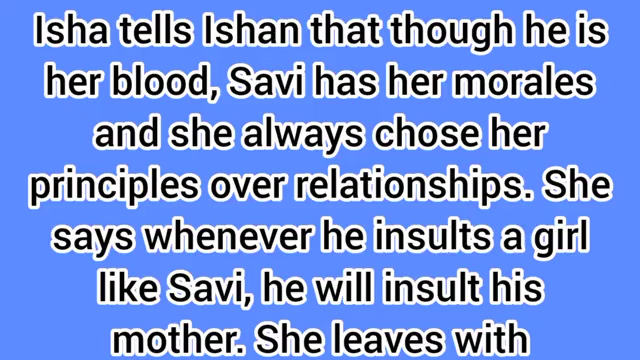 Isha tells Ishan that though he is
her blood, Savi has her morales
and she always chose her
principles over relationships. She
says whenever he insults a girl
like Savi, he will insult his
mother. She leaves with